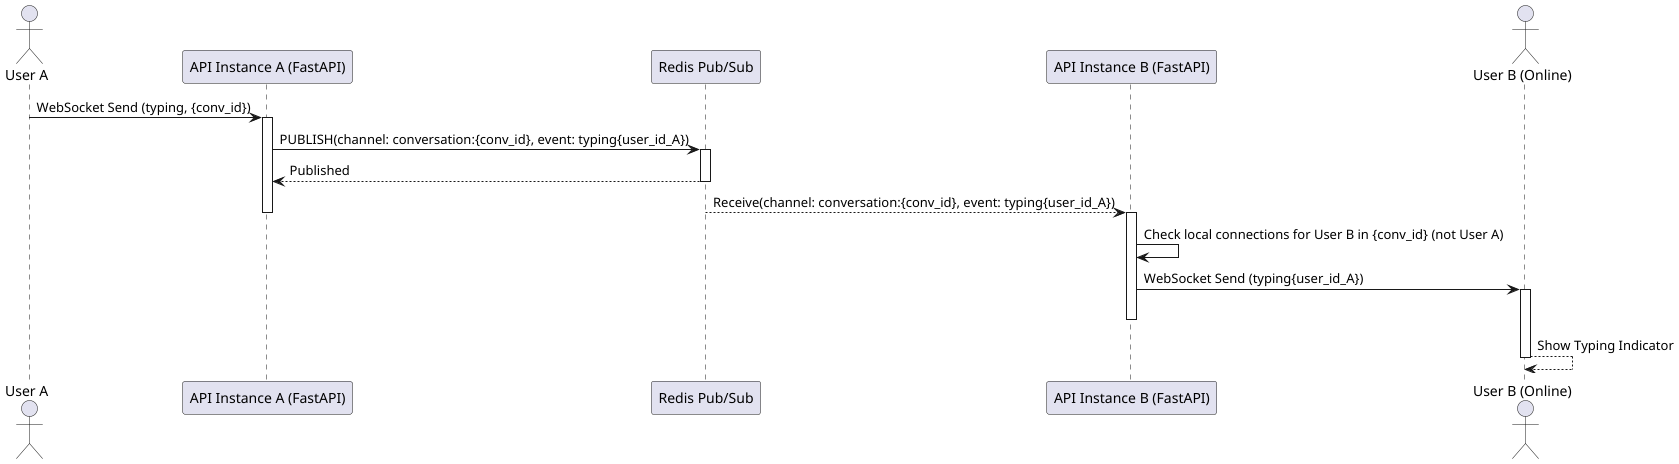 User A
API Instance A (FastAPI)
Redis Pub/Sub
API Instance B (FastAPI)
User B (Online)
WebSocket Send (typing, {conv_id})
PUBLISH(channel: conversation:{conv_id}, event: typing{user_id_A})
Published
Receive(channel: conversation:{conv_id}, event: typing{user_id_A})
Check local connections for User B in {conv_id} (not User A)
WebSocket Send (typing{user_id_A})
Show Typing Indicator
User A
API Instance A (FastAPI)
Redis Pub/Sub
API Instance B (FastAPI)
User B (Online)